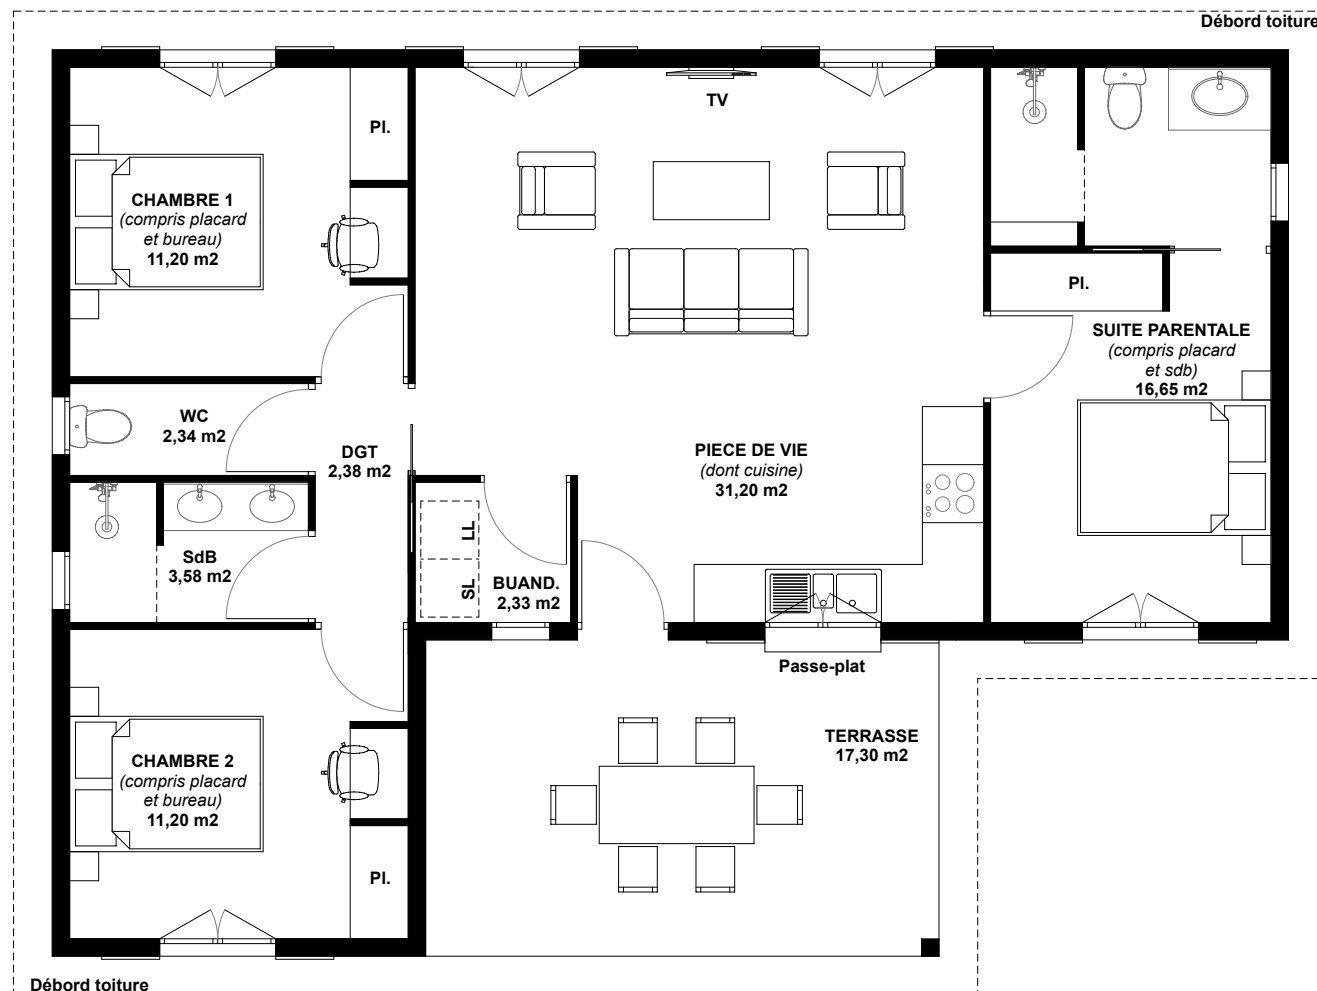 Débord toiture
TV
Pl.
CHAMBRE 1
(compris placard
et bureau)
11,20 m2
Pl.
SUITE PARENTALE
(compris placard
et sdb)
16,65 m2
WC
2,34 m2
DGT
2,38 m2
PIECE DE VIE
(dont cuisine)
31,20 m2
LL
SL
SdB
3,58 m2
BUAND.
2,33 m2
Passe-plat
TERRASSE
17,30 m2
CHAMBRE 2
(compris placard
et bureau)
11,20 m2
Pl.
Débord toiture